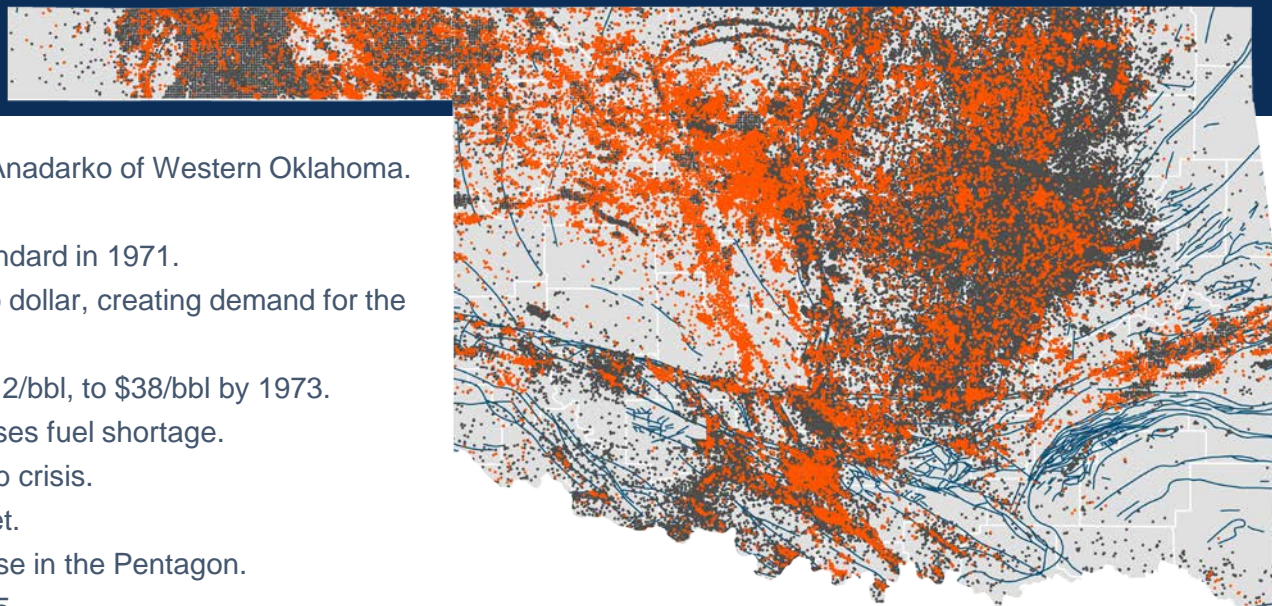 Anadarko of Western Oklahoma.
ndard in 1971.
o dollar, creating demand for the
2/bbl, to $38/bbl by 1973.
ses fuel shortage.
o crisis.
et.
se in the Pentagon.